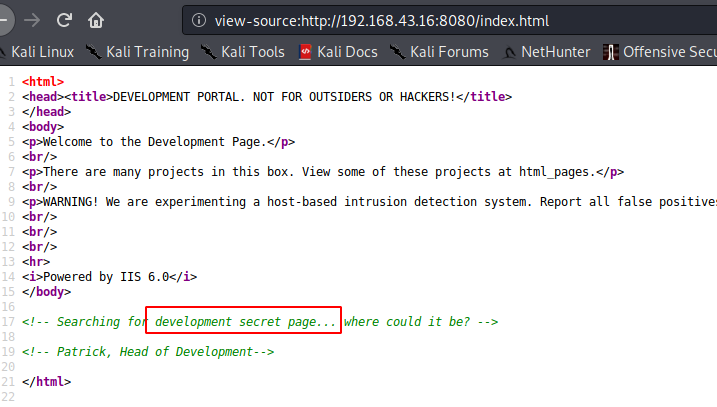 view-source:http://192.168.43.16:8080/index.html
Kali Linux Kali Training Kali Tools Kali Docs Kali Forums NetHunter Offensive Secu
1 <html>
2 <head><title>DEVELOPMENT PORTAL. NOT FOR OUTSIDERS OR HACKERS!</title>
3 </head>
4 <body>
5 <p>Welcome to the Development Page.</p>
6 <br/>
7 <p>There are many projects in this box. View some of these projects at html_pages.</p>
8 <br/>
9 <p>WARNING! We are experimenting a host-based intrusion detection system. Report all false positives
10 <br/>
11 <br/>
12 <br/>
13 <hr>
14 <i>Powered by IIS 6.0</i>
15 </body>
16
17 <!-- Searching for development secret page... where could it be? -->
18
19 <!-- Patrick, Head of Development-->
20
21 </html>
22